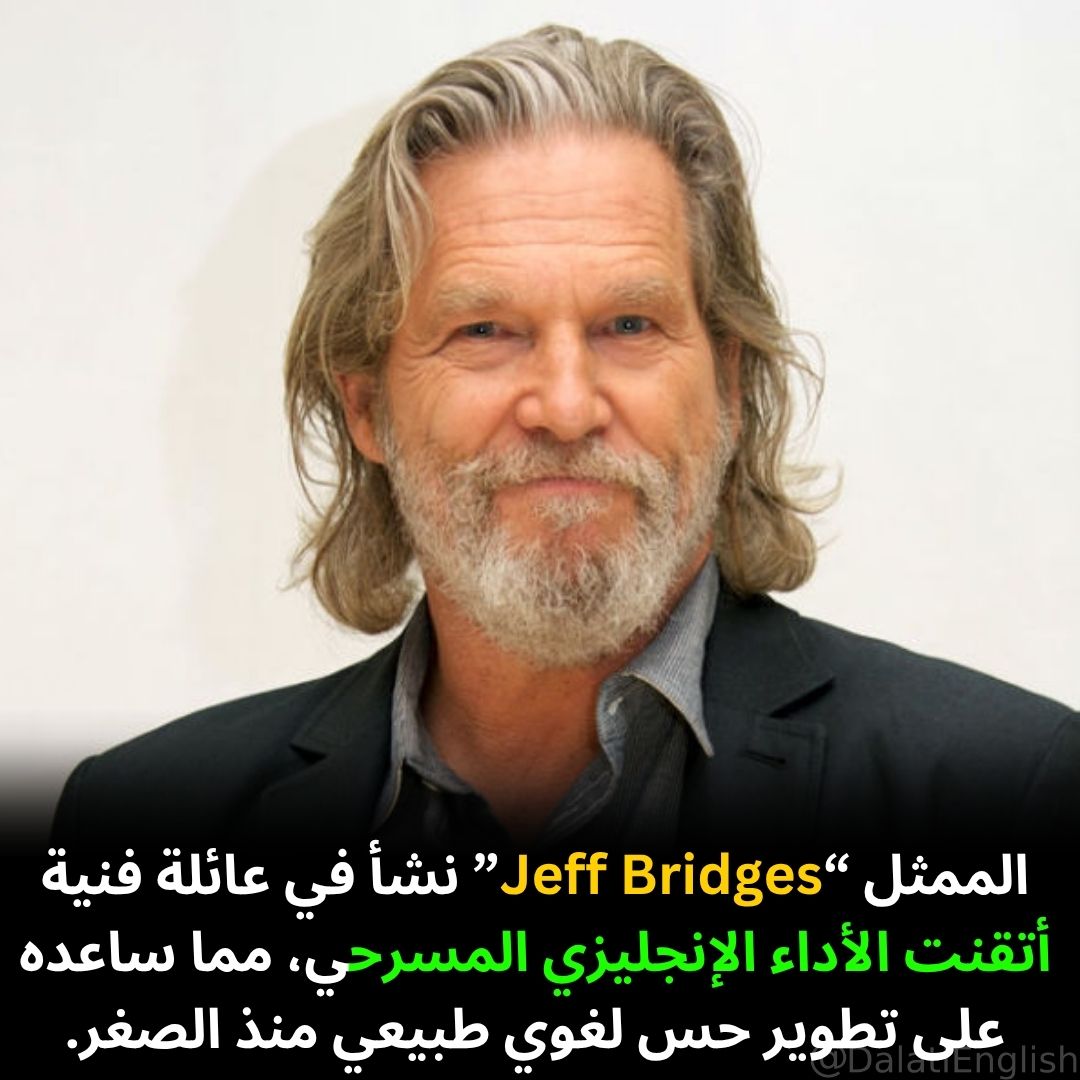 الممثل “Jeff Bridges” نشأ في عائلة فنية
أتقنت الأداء الإنجليزي المسرحي، مما ساعده
على تطوير حس لغوي طبيعي منذ الصغر.
@DalatiEnglish